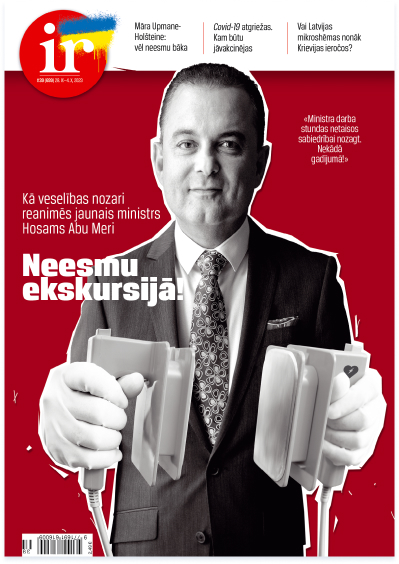 ir
Māra Upmane-
Holšteine:
vēl neesmu bāka
Covid-19 atgriežas.
Kam būtu
jāvakcinējas
Vai Latvijas
mikroshēmas nonāk
Krievijas ieročos?
«Ministra darba
stundas netaisos
sabiedrībai nozagt.
Nekādā
gadījumā!»
Kā veselības nozari
reanimēs jaunais ministrs
Hosams Abu Meri
Neesmu
ekskursijā!